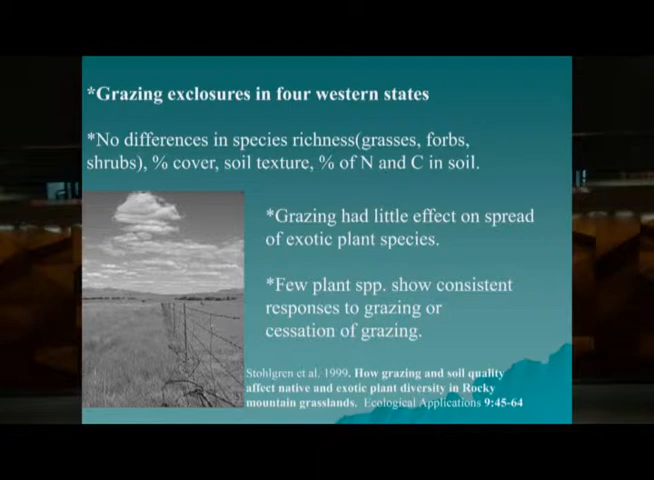 *Grazing exclosures in four western states
*No differences in species richness(grasses, forbs,
shrubs), % cover, soil texture, % of N and C in soil.
*Grazing had little effect on spread
of exotic plant species.
*Few plant spp. show consistent
responses to grazing or
cessation of grazing.
Stohlgren et al. 1999. How grazing and soil quality
affect native and exotic plant diversity in Rocky
mountain grasslands. Ecological Applications 9:45-64